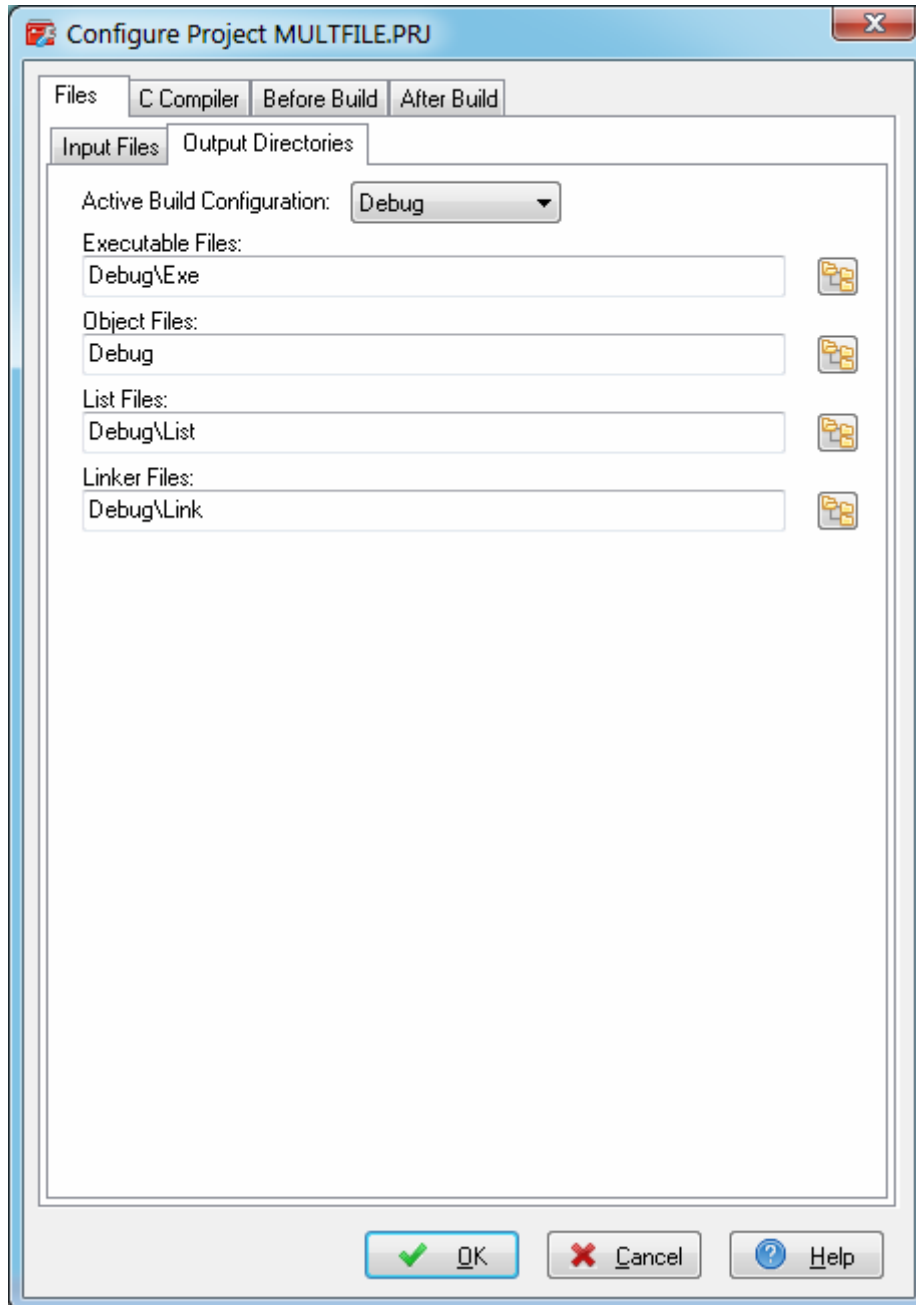 Configure Project MULTFILE.PRJ
Files C Compiler Before Build After Build
Input Files Output Directories
Active Build Configuration: Debug
Executable Files:
Debug\Exe
Object Files:
Debug
List Files:
Debug\List
Linker Files:
Debug\Link
OK Cancel Help